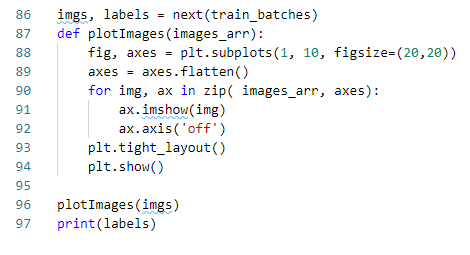 86 imgs, labels = next(train_batches)
87 def plotImages(images_arr):
88     fig, axes = plt.subplots(1, 10, figsize=(20,20))
89     axes = axes.flatten()
90     for img, ax in zip( images_arr, axes):
91         ax.imshow(img)
92         ax.axis('off')
93     plt.tight_layout()
94     plt.show()
95
96 plotImages(imgs)
97 print(labels)